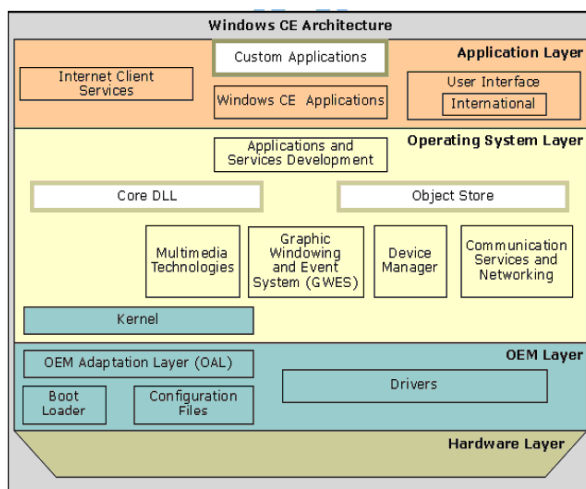 Windows CE Architecture
Application Layer
Custom Applications
Internet Client
Services
Windows CE Applications
User Interface
International
Operating System Layer
Applications and
Services Development
Core DLL
Object Store
Multimedia
Technologies
Graphic
Windowing
and Event
System (GWES)
Device
Manager
Communication
Services and
Networking
Kernel
OEM Layer
OEM Adaptation Layer (OAL)
Drivers
Boot
Loader
Configuration
Files
Hardware Layer